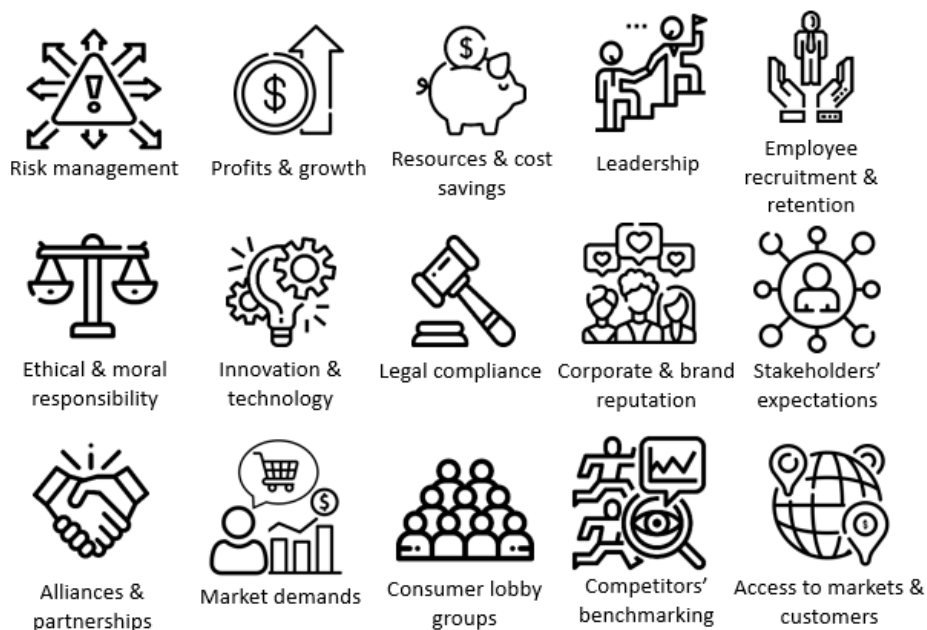 $
$
...
Risk management
Profits & growth
Resources & cost
savings
Leadership
Employee
recruitment &
retention
Ethical & moral
responsibility
Innovation &
technology
Legal compliance
Corporate & brand
reputation
Stakeholders’
expectations
$
$
Alliances &
partnerships
Market demands
Consumer lobby
groups
Competitors’
benchmarking
Access to markets &
customers